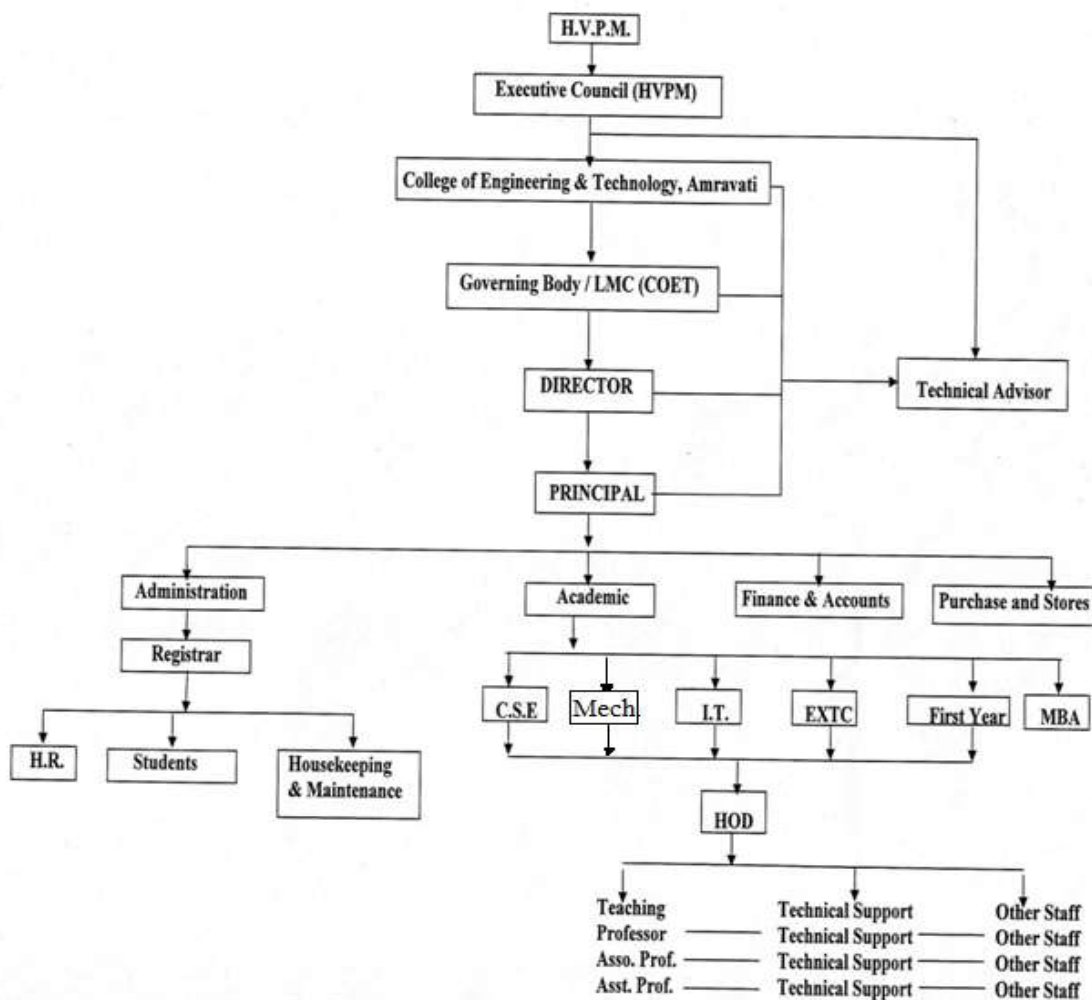 H.V.P.M.
Executive Council (HVPM)
College of Engineering & Technology, Amravati
Governing Body / LMC (COET)
DIRECTOR
Technical Advisor
PRINCIPAL
Administration
Academic
Finance & Accounts
Purchase and Stores
Registrar
C.S.E
Mech.
I.T.
EXTC
First Year
MBA
H.R.
Students
Housekeeping
& Maintenance
HOD
Teaching Technical Support Other Staff
Professor Technical Support Other Staff
Asso. Prof. Technical Support Other Staff
Asst. Prof. Technical Support Other Staff